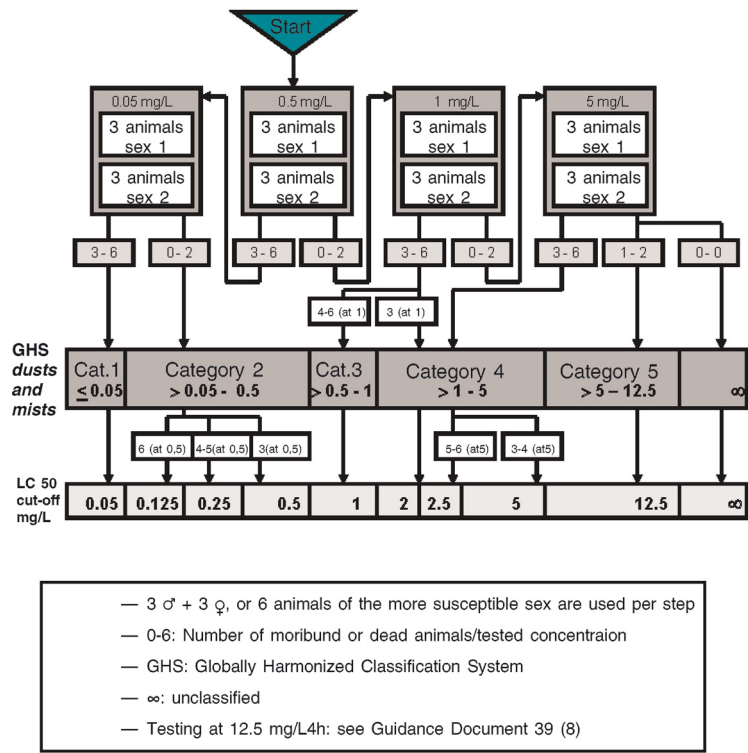 Start
0.05 mg/L
0.5 mg/L
1 mg/L
5 mg/L
3 animals
sex 1
3 animals
sex 1
3 animals
sex 1
3 animals
sex 1
3 animals
sex 2
3 animals
sex 2
3 animals
sex 2
3 animals
sex 2
3 - 6
0 - 2
3 - 6
0 - 2
3 - 6
0 - 2
3 - 6
1 - 2
0 - 0
4-6 (at 1)
3 (at 1)
GHS
dusts
and
mists
Cat.1
≤ 0.05
Category 2
> 0.05 - 0.5
Cat.3
> 0.5 - 1
Category 4
> 1 - 5
Category 5
> 5 – 12.5
∞
6 (at 0,5)
4-5(at 0,5)
3(at 0,5)
5-6 (at5)
3-4 (at5)
LC 50
cut-off
mg/L
0.05
0.125
0.25
0.5
1
2
2.5
5
12.5
∞
— 3 ♂ + 3 ♀, or 6 animals of the more susceptible sex are used per step
— 0-6: Number of moribund or dead animals/tested concentraion
— GHS: Globally Harmonized Classification System
— ∞: unclassified
— Testing at 12.5 mg/L4h: see Guidance Document 39 (8)